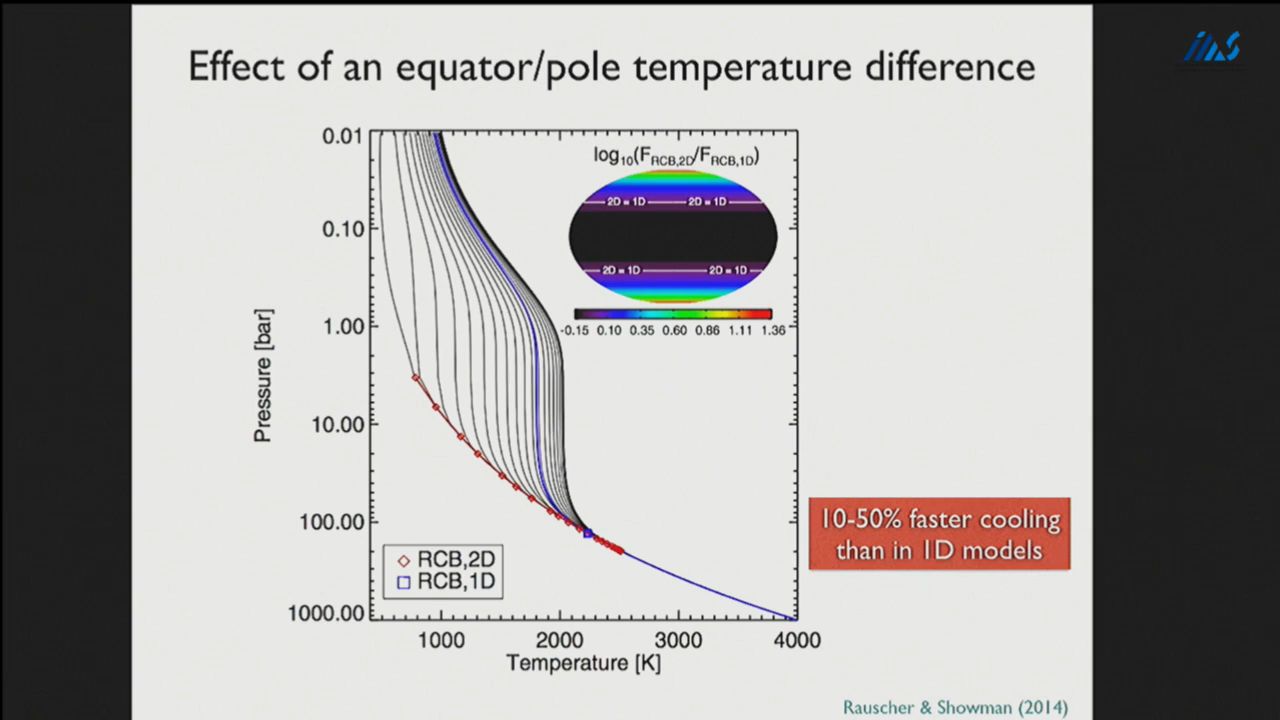 Effect of an equator/pole temperature difference
0.01
0.10
1.00
10.00
100.00
1000.00
Pressure [bar]
log10(FRCB,2D/FRCB,1D)
2D = 1D 2D = 1D
2D = 1D 2D = 1D
-0.15 0.10 0.35 0.60 0.86 1.11 1.36
RCB,2D
RCB,1D
1000 2000 3000 4000
Temperature [K]
10-50% faster cooling
than in 1D models
Rauscher & Showman (2014)